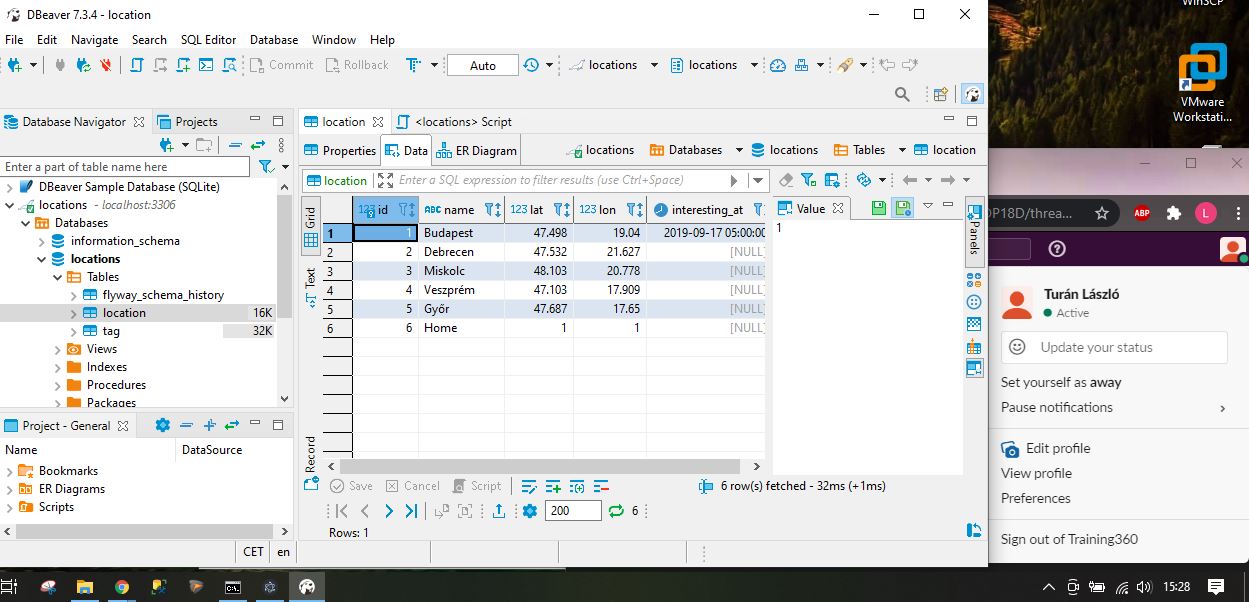 DBeaver 7.3.4 - location
File Edit Navigate Search SQL Editor Database Window Help
Commit Rollback Auto locations locations
Database Navigator Projects
Enter a part of table name here
DBeaver Sample Database (SQLite)
locations - localhost:3306
Databases
information_schema
locations
Tables
flyway_schema_history
location 16K
tag 32K
Views
Indexes
Procedures
Packages
Project - General
Name DataSource
Bookmarks
ER Diagrams
Scripts
location <locations> Script
Properties Data ER Diagram locations Databases locations Tables location
location Enter a SQL expression to filter results (use Ctrl+Space)
Grid
Text
Record
123 id ABC name 123 lat 123 lon interesting_at
1 1 Budapest 47.498 19.04 2019-09-17 05:00:00
2 2 Debrecen 47.532 21.627 [NULL]
3 3 Miskolc 48.103 20.778 [NULL]
4 4 Veszprém 47.103 17.909 [NULL]
5 5 Győr 47.687 17.65 [NULL]
6 6 Home 1 1 [NULL]
Value
1
Panels
Save Cancel Script 6 row(s) fetched - 32ms (+1ms)
200 6
Rows: 1
CET en
WinSCP
VMware
Workstati...
DP18D/threa... ABP L
Turán László
Active
Update your status
Set yourself as away
Pause notifications
Edit profile
View profile
Preferences
Sign out of Training360
15:28